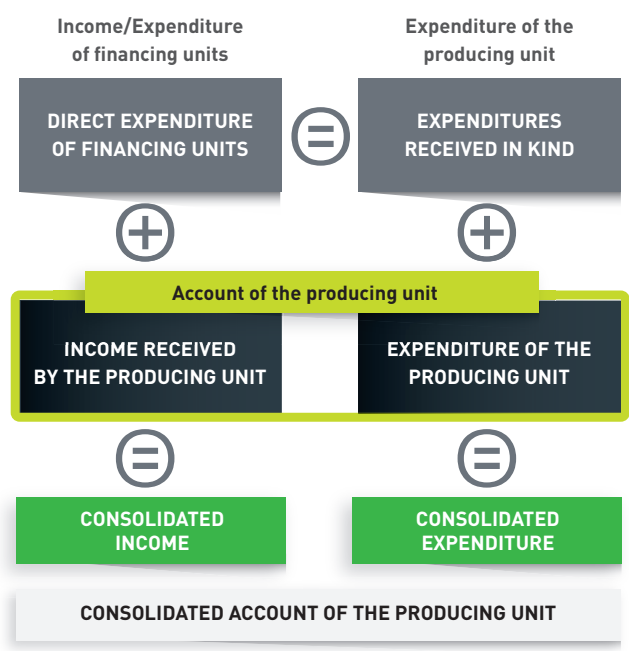 Income/Expenditure
of financing units
Expenditure of the
producing unit
DIRECT EXPENDITURE
OF FINANCING UNITS
=
EXPENDITURES
RECEIVED IN KIND
+
+
Account of the producing unit
INCOME RECEIVED
BY THE PRODUCING UNIT
EXPENDITURE OF THE
PRODUCING UNIT
=
=
CONSOLIDATED
INCOME
CONSOLIDATED
EXPENDITURE
CONSOLIDATED ACCOUNT OF THE PRODUCING UNIT